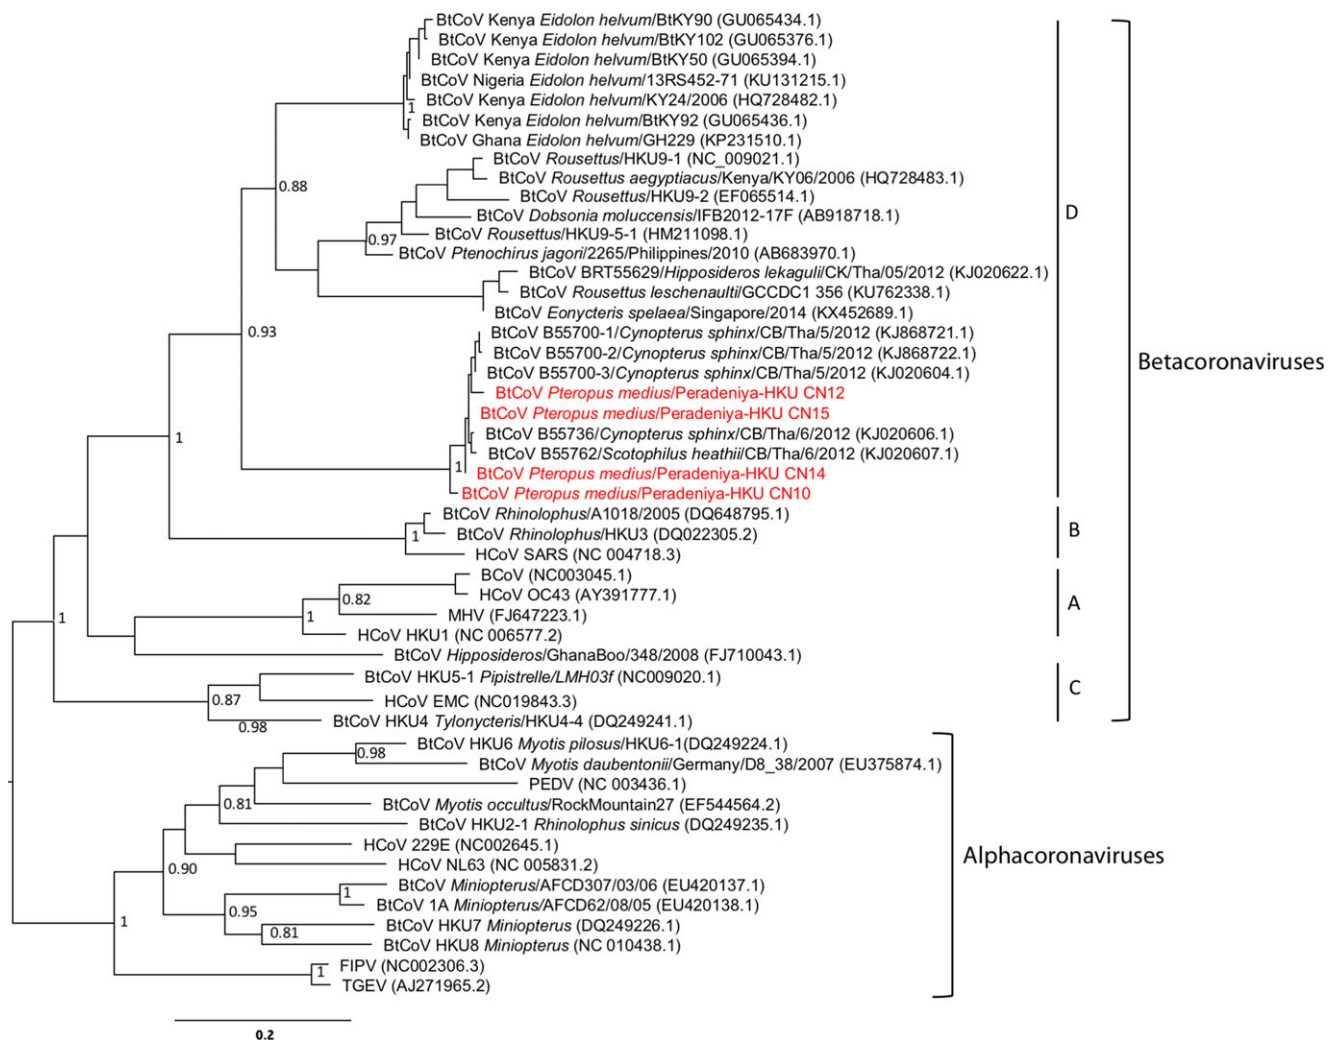 BtCoV Kenya Eidolon helvum/BtKY90 (GU065434.1)
BtCoV Kenya Eidolon helvum/BtKY102 (GU065376.1)
BtCoV Kenya Eidolon helvum/BtKY50 (GU065394.1)
BtCoV Nigeria Eidolon helvum/13RS452-71 (KU131215.1)
BtCoV Kenya Eidolon helvum/KY24/2006 (HQ728482.1)
1
BtCoV Kenya Eidolon helvum/BtKY92 (GU065436.1)
BtCoV Ghana Eidolon helvum/GH229 (KP231510.1)
BtCoV Rousettus/HKU9-1 (NC_009021.1)
BtCoV Rousettus aegyptiacus/Kenya/KY06/2006 (HQ728483.1)
0.88
BtCoV Rousettus/HKU9-2 (EF065514.1)
BtCoV Dobsonia moluccensis/IFB2012-17F (AB918718.1)
D
BtCoV Rousettus/HKU9-5-1 (HM211098.1)
0.97
BtCoV Ptenochirus jagori/2265/Philippines/2010 (AB683970.1)
BtCoV BRT55629/Hipposideros lekaguli/CK/Tha/05/2012 (KJ020622.1)
BtCoV Rousettus leschenaulti/GCCDC1 356 (KU762338.1)
BtCoV Eonycteris spelaea/Singapore/2014 (KX452689.1)
0.93
BtCoV B55700-1/Cynopterus sphinx/CB/Tha/5/2012 (KJ868721.1)
BtCoV B55700-2/Cynopterus sphinx/CB/Tha/5/2012 (KJ868722.1)
Betacoronaviruses
BtCoV B55700-3/Cynopterus sphinx/CB/Tha/5/2012 (KJ020604.1)
BtCoV Pteropus medius/Peradeniya-HKU CN12
BtCoV Pteropus medius/Peradeniya-HKU CN15
1
BtCoV B55736/Cynopterus sphinx/CB/Tha/6/2012 (KJ020606.1)
BtCoV B55762/Scotophilus heathii/CB/Tha/6/2012 (KJ020607.1)
1
BtCoV Pteropus medius/Peradeniya-HKU CN14
BtCoV Pteropus medius/Peradeniya-HKU CN10
BtCoV Rhinolophus/A1018/2005 (DQ648795.1)
1
BtCoV Rhinolophus/HKU3 (DQ022305.2)
B
HCoV SARS (NC 004718.3)
BCoV (NC003045.1)
HCoV OC43 (AY391777.1)
0.82
A
MHV (FJ647223.1)
1
1
HCoV HKU1 (NC 006577.2)
BtCoV Hipposideros/GhanaBoo/348/2008 (FJ710043.1)
BtCoV HKU5-1 Pipistrelle/LMH03f (NC009020.1)
C
0.87
HCoV EMC (NC019843.3)
BtCoV HKU4 Tylonycteris/HKU4-4 (DQ249241.1)
0.98
BtCoV HKU6 Myotis pilosus/HKU6-1(DQ249224.1)
0.98
BtCoV Myotis daubentonii/Germany/D8_38/2007 (EU375874.1)
PEDV (NC 003436.1)
0.81
BtCoV Myotis occultus/RockMountain27 (EF544564.2)
BtCoV HKU2-1 Rhinolophus sinicus (DQ249235.1)
HCoV 229E (NC002645.1)
Alphacoronaviruses
HCoV NL63 (NC 005831.2)
0.90
BtCoV Miniopterus/AFCD307/03/06 (EU420137.1)
1
BtCoV 1A Miniopterus/AFCD62/08/05 (EU420138.1)
0.95
1
BtCoV HKU7 Miniopterus (DQ249226.1)
0.81
BtCoV HKU8 Miniopterus (NC 010438.1)
FIPV (NC002306.3)
1
TGEV (AJ271965.2)
0.2